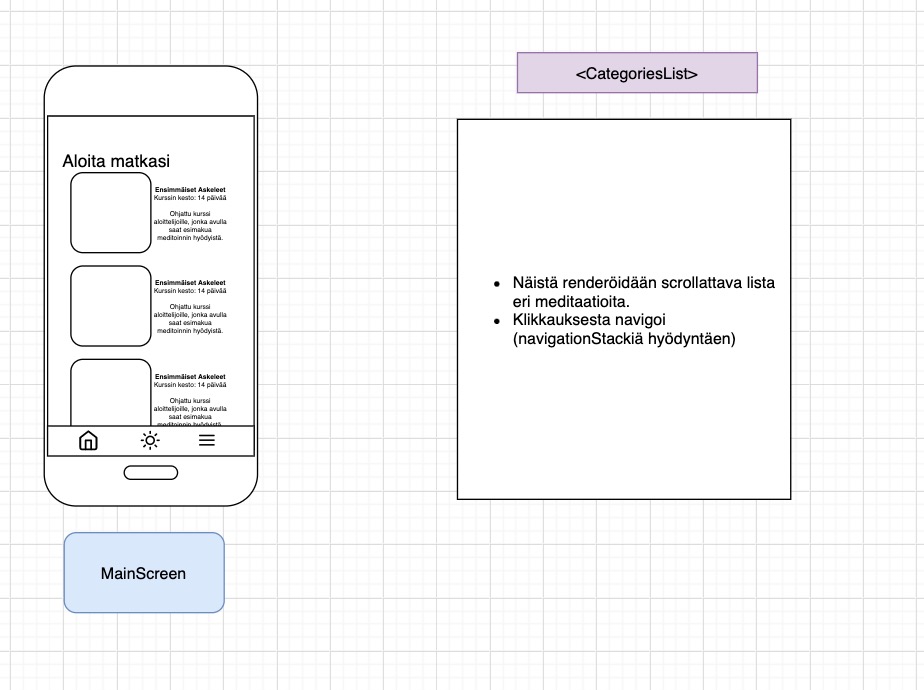 <CategoriesList>
Aloita matkasi
Ensimmäiset Askeleet
Kurssin kesto: 14 päivää
Ohjattu kurssi
aloittelijoille, jonka avulla
saat esimakua
meditoinnin hyödyistä.
Ensimmäiset Askeleet
Kurssin kesto: 14 päivää
Ohjattu kurssi
aloittelijoille, jonka avulla
saat esimakua
meditoinnin hyödyistä.
Ensimmäiset Askeleet
Kurssin kesto: 14 päivää
Ohjattu kurssi
aloittelijoille, jonka avulla
saat esimakua
meditoinnin hyödyistä.
• Näistä renderöidään scrollattava lista
eri meditaatioita.
• Klikkauksesta navigoi
(navigationStackiä hyödyntäen)
MainScreen